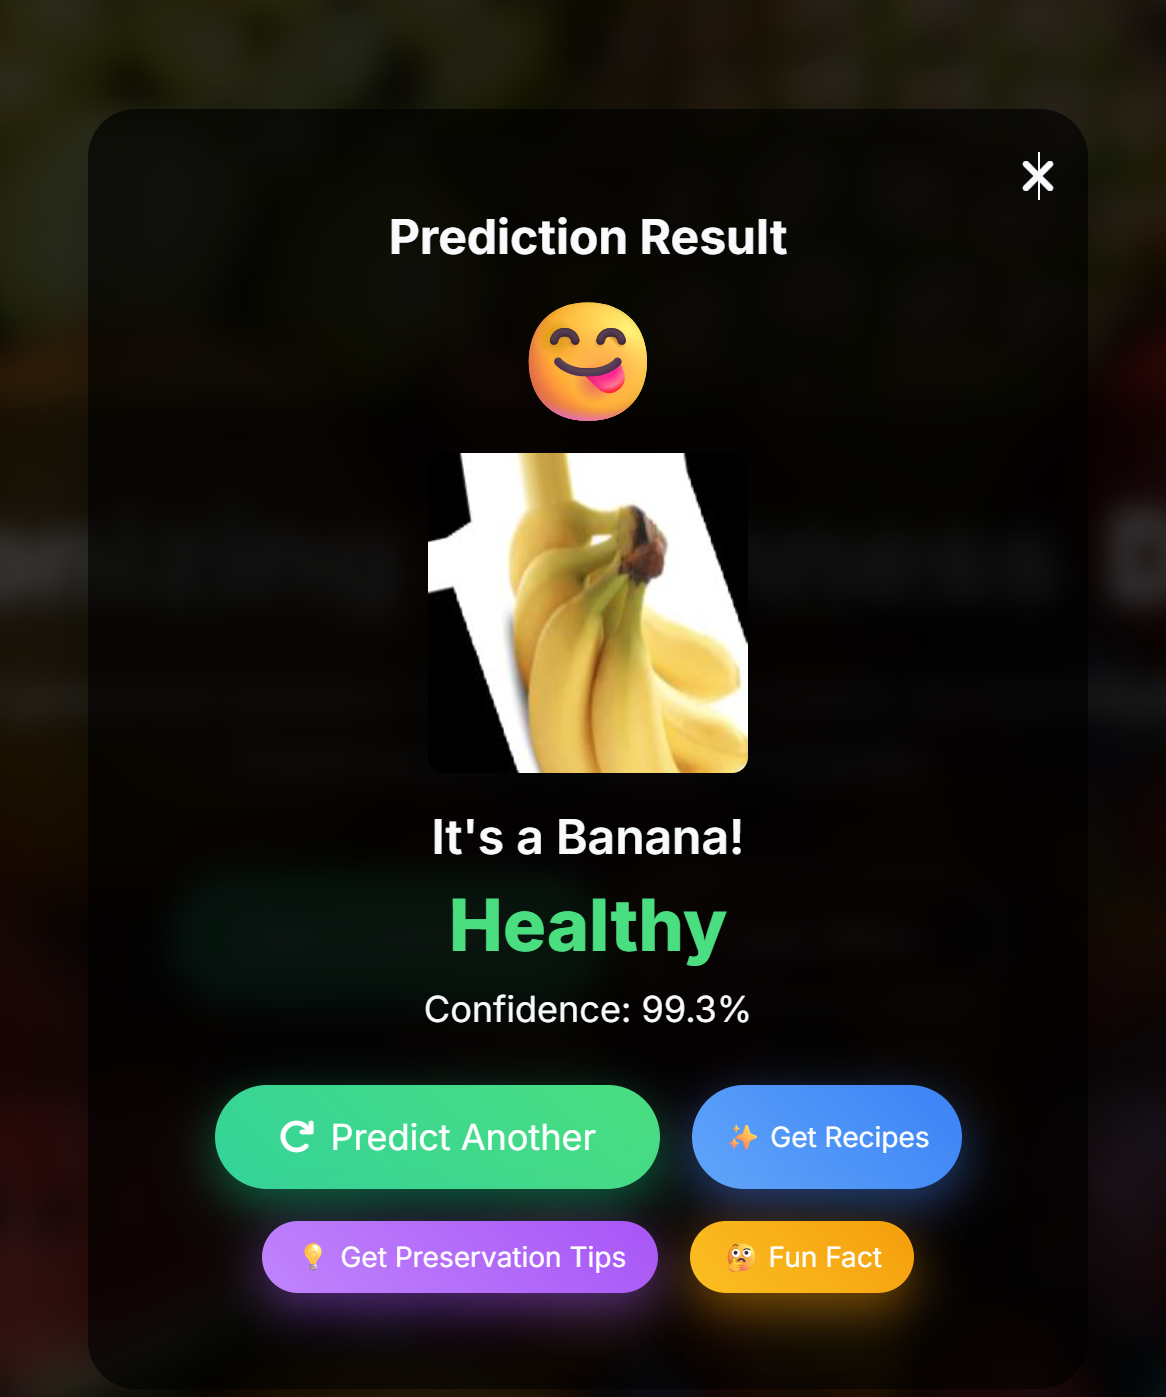 Prediction Result
It's a Banana!
Healthy
Confidence: 99.3%
Predict Another
Get Recipes
Get Preservation Tips
Fun Fact